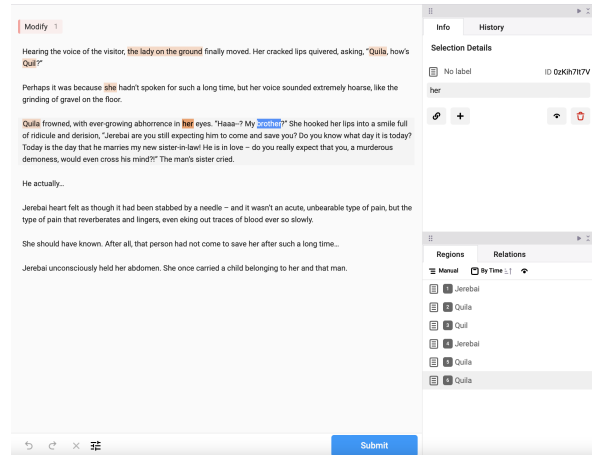 Modify 1
Hearing the voice of the visitor, the lady on the ground finally moved. Her cracked lips quivered, asking, “Quila, how’s
Quil?”
Perhaps it was because she hadn’t spoken for such a long time, but her voice sounded extremely hoarse, like the
grinding of gravel on the floor.
Quila frowned, with ever-growing abhorrence in her eyes. “Haaa–? My brother?” She hooked her lips into a smile full
of ridicule and derision, “Jerebai are you still expecting him to come and save you? Do you know what day it is today?
Today is the day that he marries my new sister-in-law! He is in love – do you really expect that you, a murderous
demoness, would even cross his mind?!” The man’s sister cried.
He actually…
Jerebai heart felt as though it had been stabbed by a needle – and it wasn’t an acute, unbearable type of pain, but the
type of pain that reverberates and lingers, even eking out traces of blood ever so slowly.
She should have known. After all, that person had not come to save her after such a long time…
Jerebai unconsciously held her abdomen. She once carried a child belonging to her and that man.
Submit
Info History
Selection Details
No label ID 0zKih7It7V
her
Regions Relations
Manual By Time
1 Jerebai
2 Quila
3 Quil
4 Jerebai
5 Quila
6 Quila